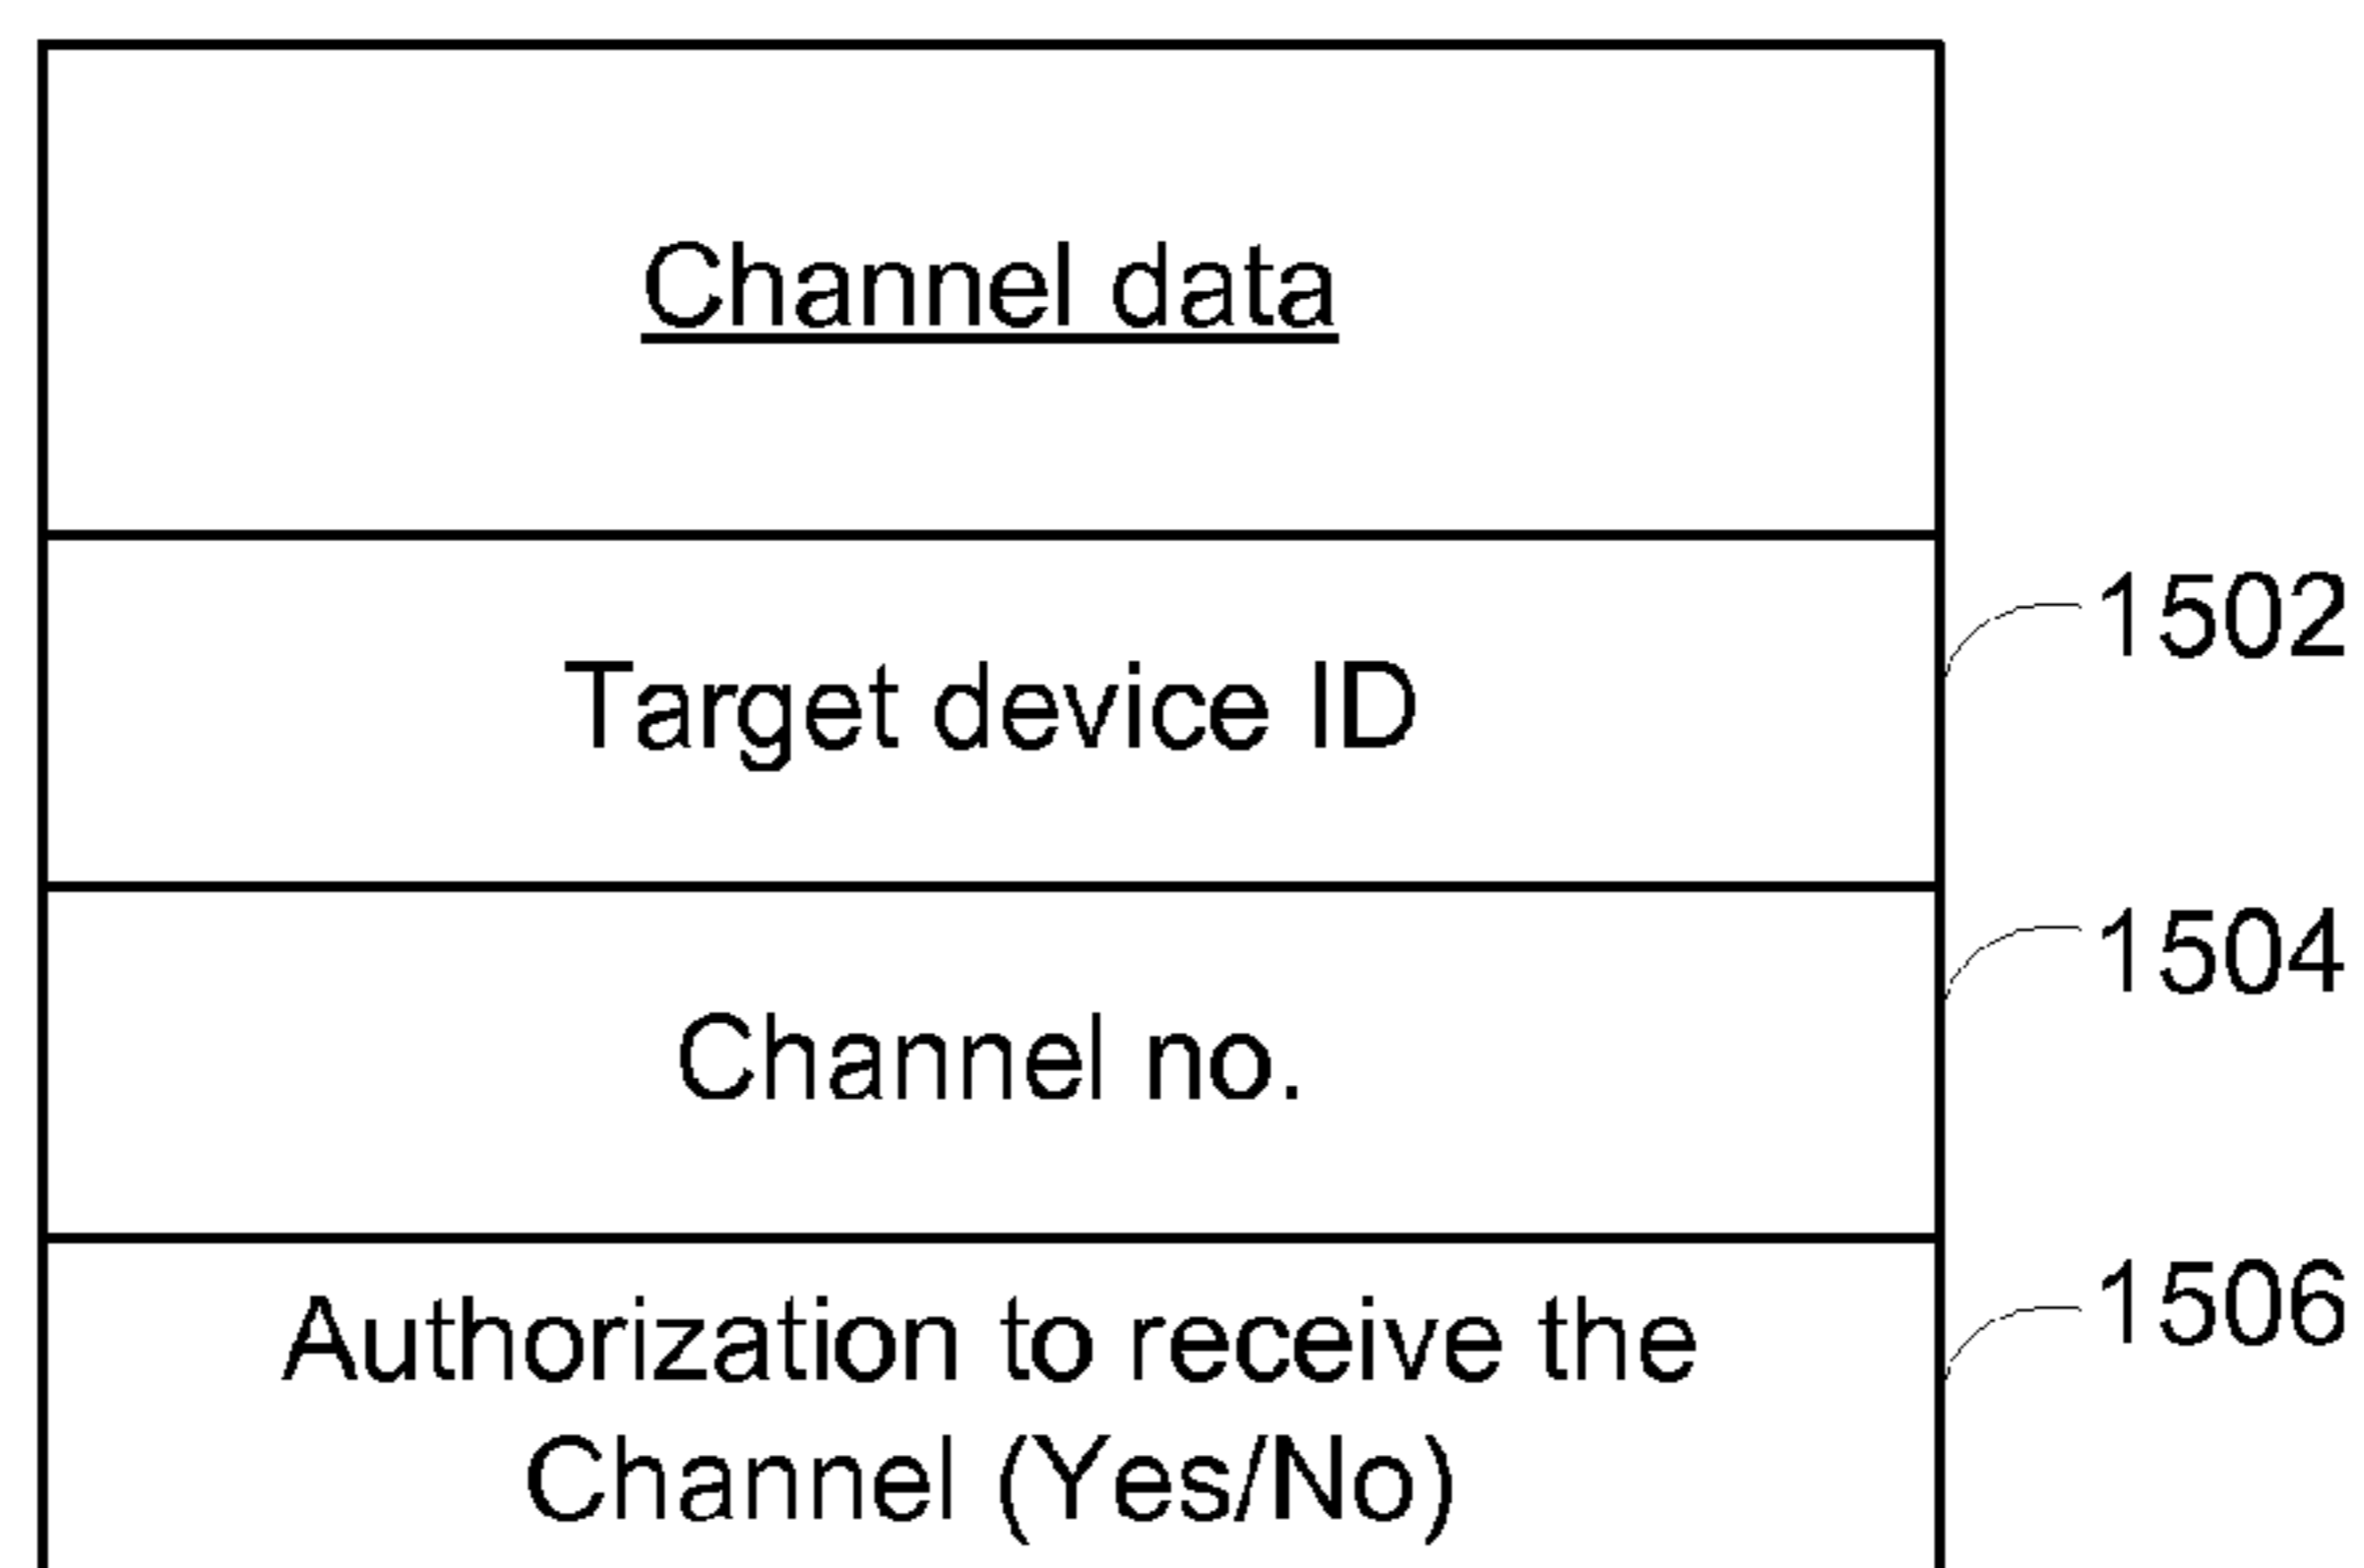 Channel data
1502
Target device ID
1504
Channel no.
1506
Authorization to receive the
Channel (Yes/No)